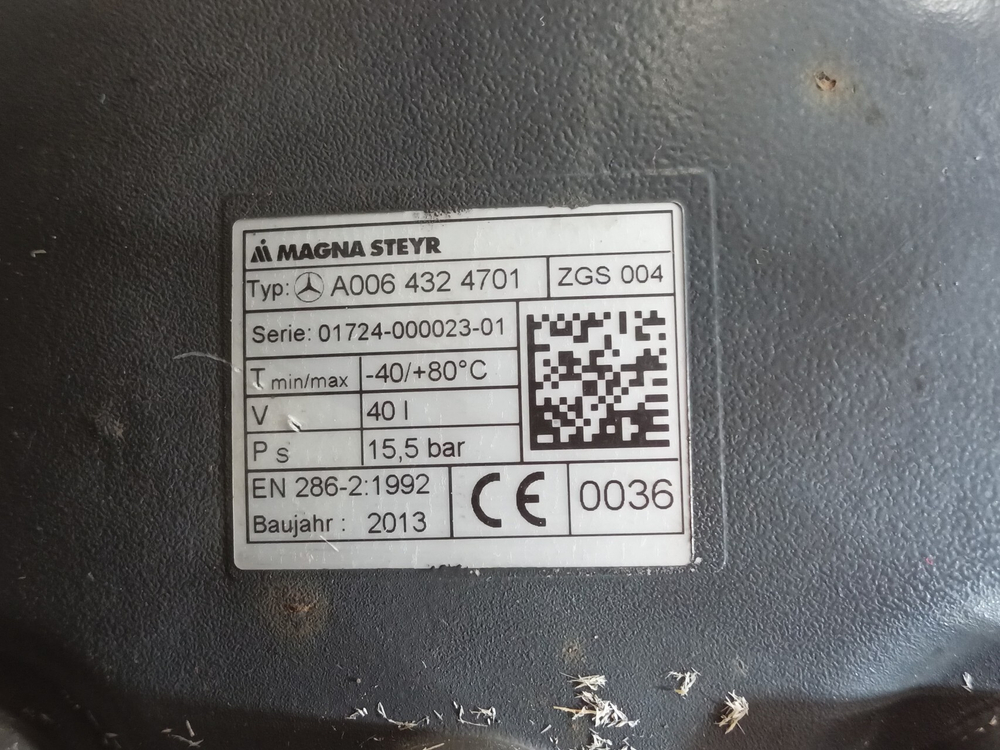 MAGNA STEYR
Typ: A006 432 4701 ZGS 004
Serie: 01724-000023-01
T min/max -40/+80°C
V 40 l
P S 15,5 bar
EN 286-2:1992
Baujahr : 2013
CE 0036